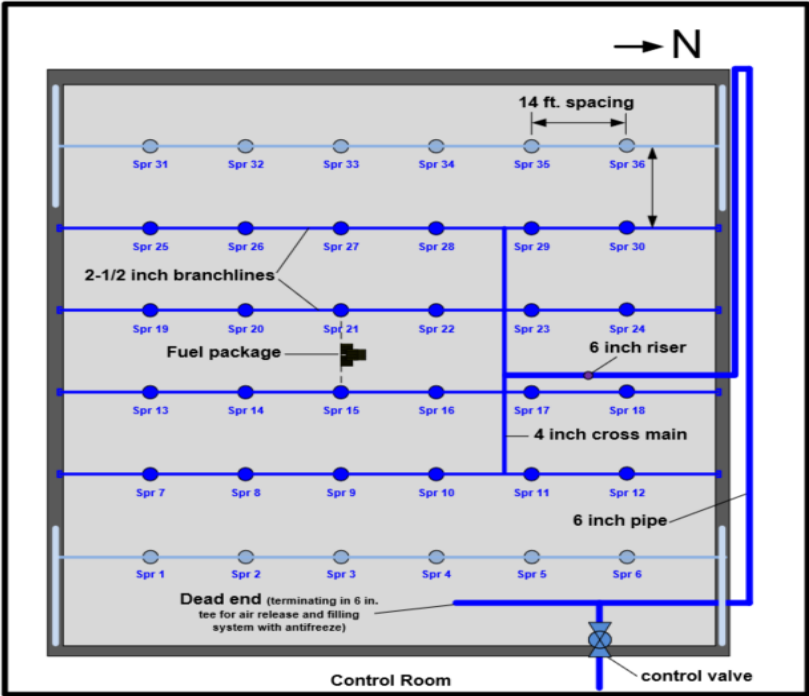 N
14 ft. spacing
Spr 31 Spr 32 Spr 33 Spr 34 Spr 35 Spr 36
Spr 25 Spr 26 Spr 27 Spr 28 Spr 29 Spr 30
2-1/2 inch branchlines
Spr 19 Spr 20 Spr 21 Spr 22 Spr 23 Spr 24
Fuel package
6 inch riser
Spr 13 Spr 14 Spr 15 Spr 16 Spr 17 Spr 18
4 inch cross main
Spr 7 Spr 8 Spr 9 Spr 10 Spr 11 Spr 12
6 inch pipe
Spr 1 Spr 2 Spr 3 Spr 4 Spr 5 Spr 6
Dead end (terminating in 6 in.
tee for air release and filling
system with antifreeze)
control valve
Control Room